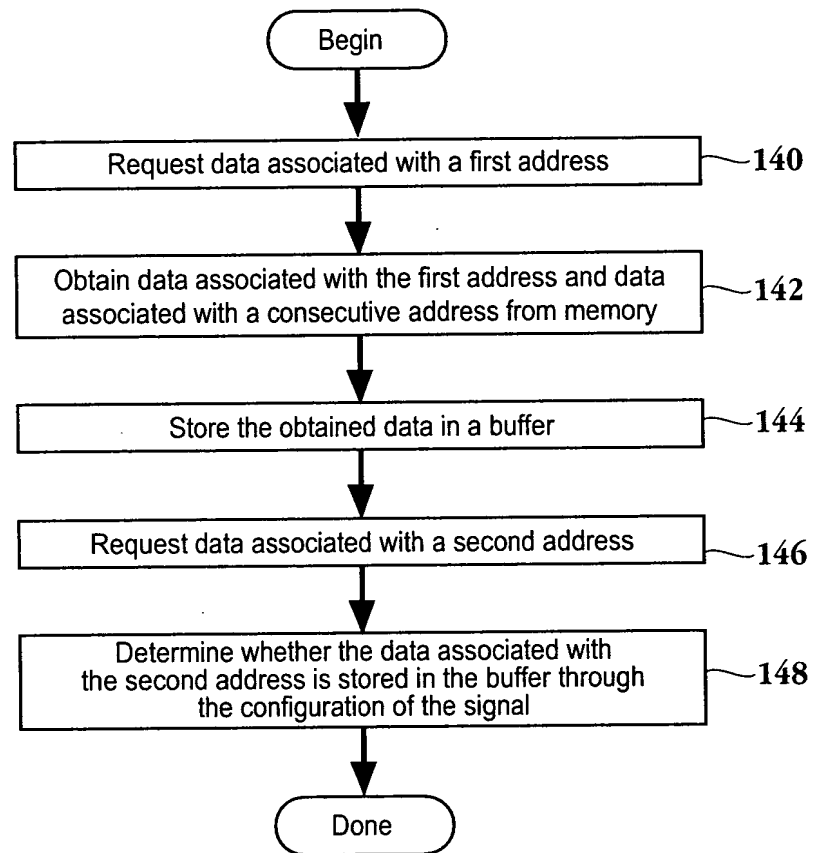 Begin
Request data associated with a first address
140
Obtain data associated with the first address and data
associated with a consecutive address from memory
142
Store the obtained data in a buffer
144
Request data associated with a second address
146
Determine whether the data associated with
the second address is stored in the buffer through
the configuration of the signal
148
Done